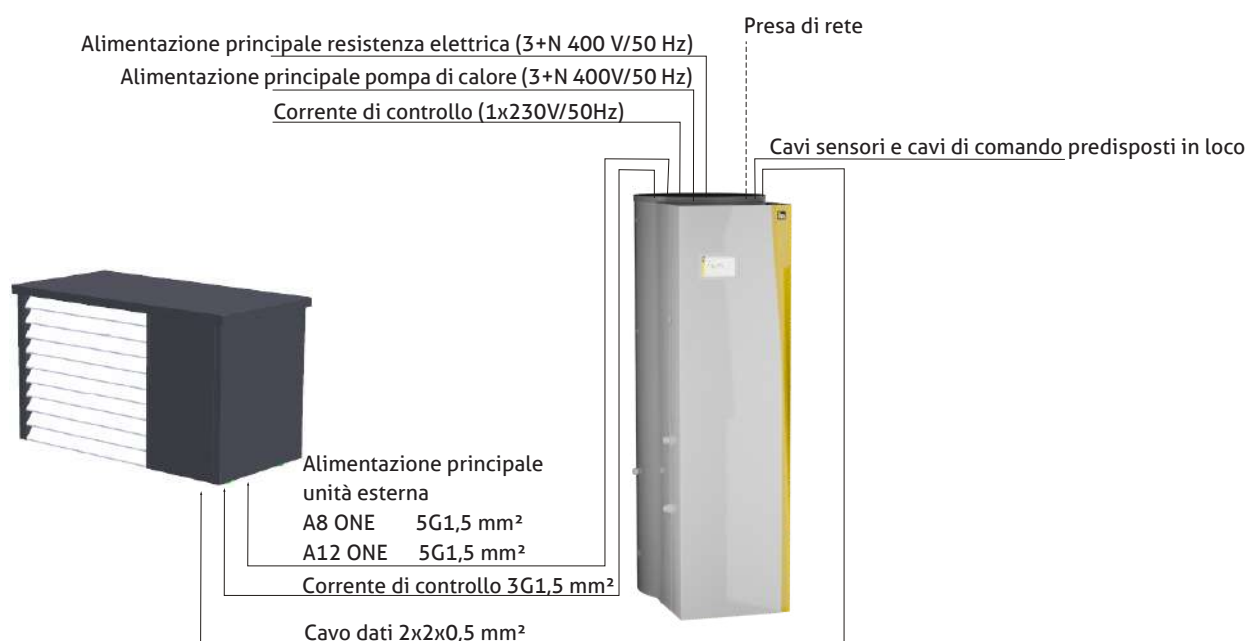 Presa di rete
Alimentazione principale resistenza elettrica (3+N 400 V/50 Hz)
Alimentazione principale pompa di calore (3+N 400V/50 Hz)
Corrente di controllo (1x230V/50Hz)
Cavi sensori e cavi di comando predisposti in loco
Alimentazione principale
unità esterna
A8 ONE 5G1,5 mm²
A12 ONE 5G1,5 mm²
Corrente di controllo 3G1,5 mm²
Cavo dati 2x2x0,5 mm²